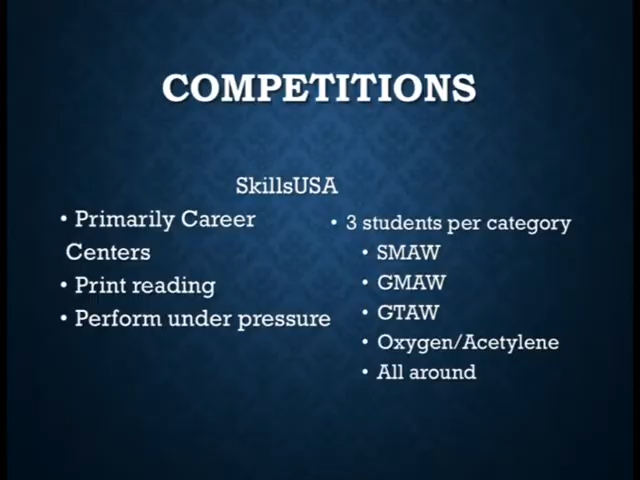 COMPETITIONS
SkillsUSA
• Primarily Career
Centers
• Print reading
• Perform under pressure
• 3 students per category
• SMAW
• GMAW
• GTAW
• Oxygen/Acetylene
• All around